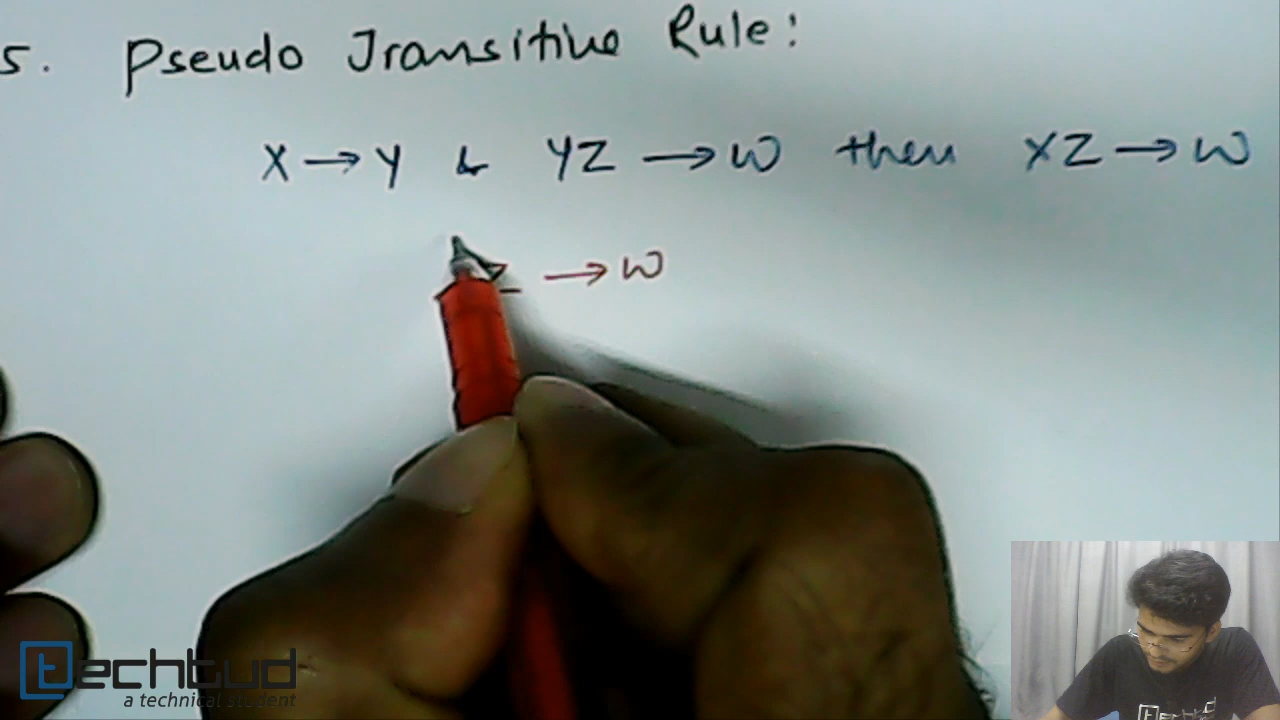 5. Pseudo Transitive Rule:
X → Y & YZ → W then XZ → W
→ W
techtud
a technical student